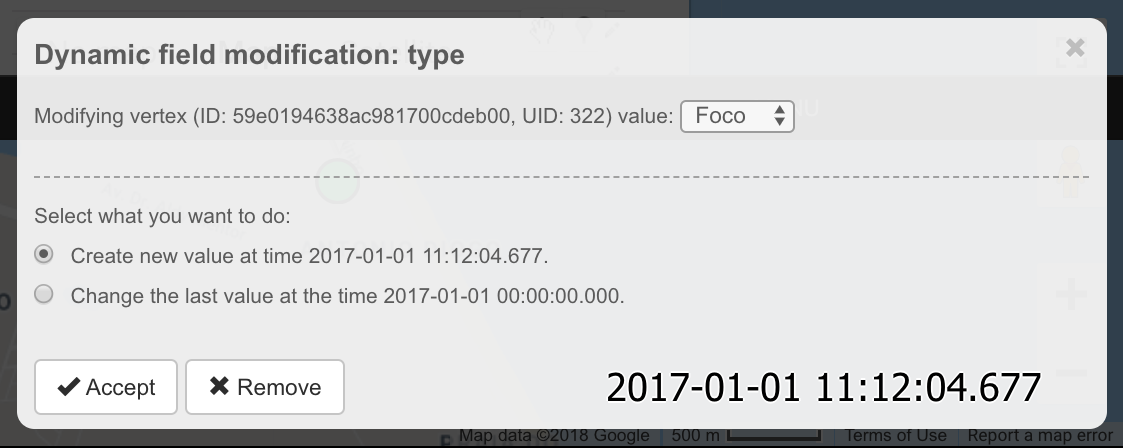 Dynamic field modification: type
Modifying vertex (ID: 59e0194638ac981700cdeb00, UID: 322) value: Foco
Select what you want to do:
Create new value at time 2017-01-01 11:12:04.677.
Change the last value at the time 2017-01-01 00:00:00.000.
Accept Remove
2017-01-01 11:12:04.677
Map data ©2018 Google 500 m Terms of Use Report a map error